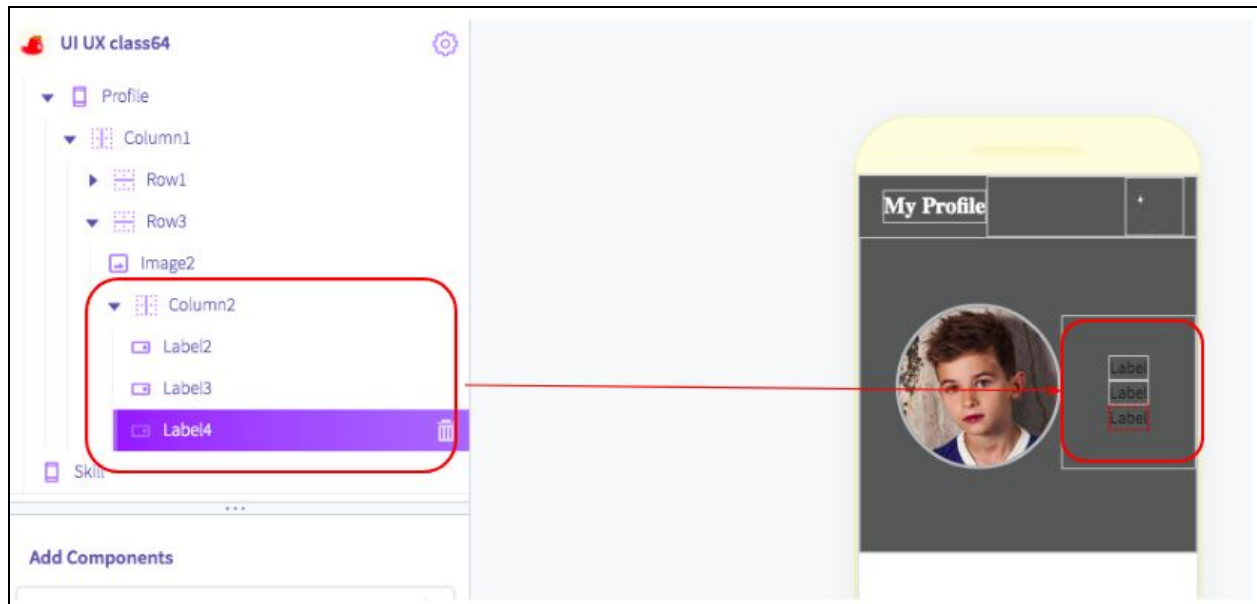 UI UX class64
Profile
Column1
Row1
Row3
Image2
Column2
Label2
Label3
Label4
Skill
Add Components
My Profile
Label
Label
Label